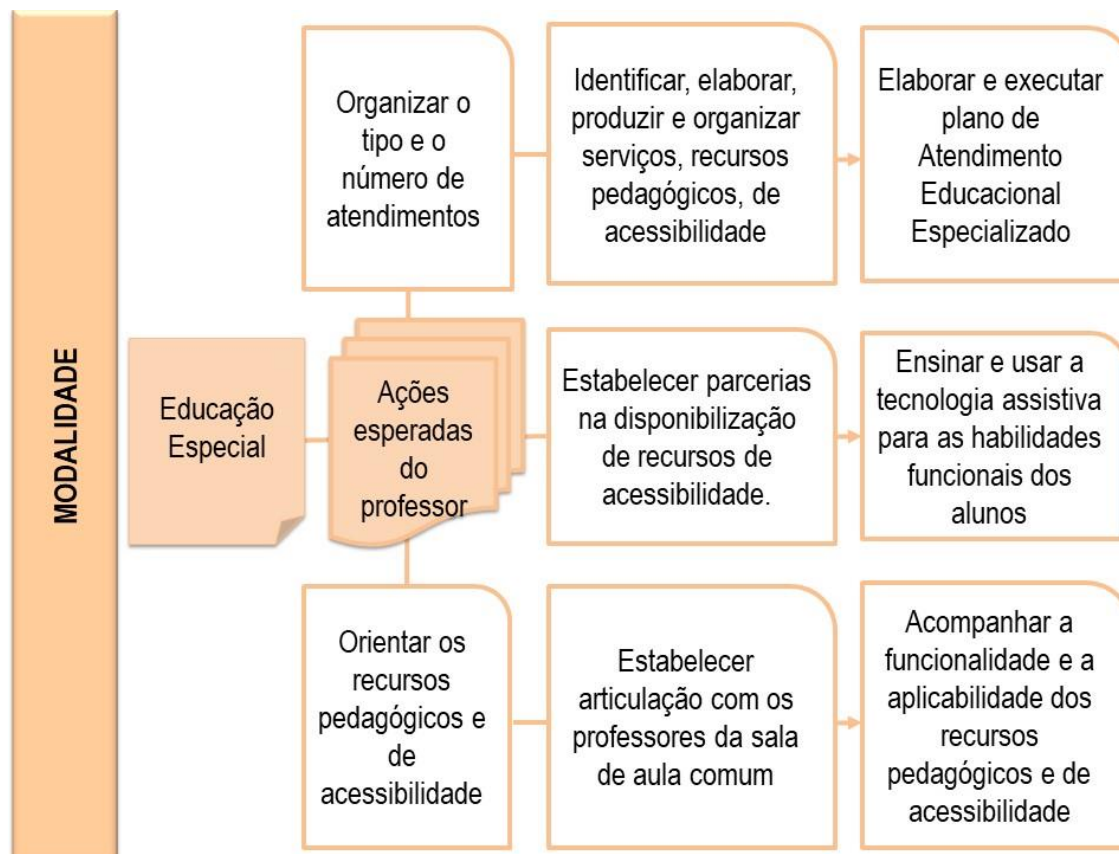 MODALIDADE
Educação
Especial
Ações
esperadas
do
professor
Organizar o
tipo e o
número de
atendimentos
Identificar, elaborar,
produzir e organizar
serviços, recursos
pedagógicos, de
acessibilidade
Elaborar e executar
plano de
Atendimento
Educacional
Especializado
Estabelecer parcerias
na disponibilização
de recursos de
acessibilidade.
Ensinar e usar a
tecnologia assistiva
para as habilidades
funcionais dos
alunos
Orientar os
recursos
pedagógicos e
de
acessibilidade
Estabelecer
articulação com os
professores da sala
de aula comum
Acompanhar a
funcionalidade e a
aplicabilidade dos
recursos
pedagógicos e de
acessibilidade